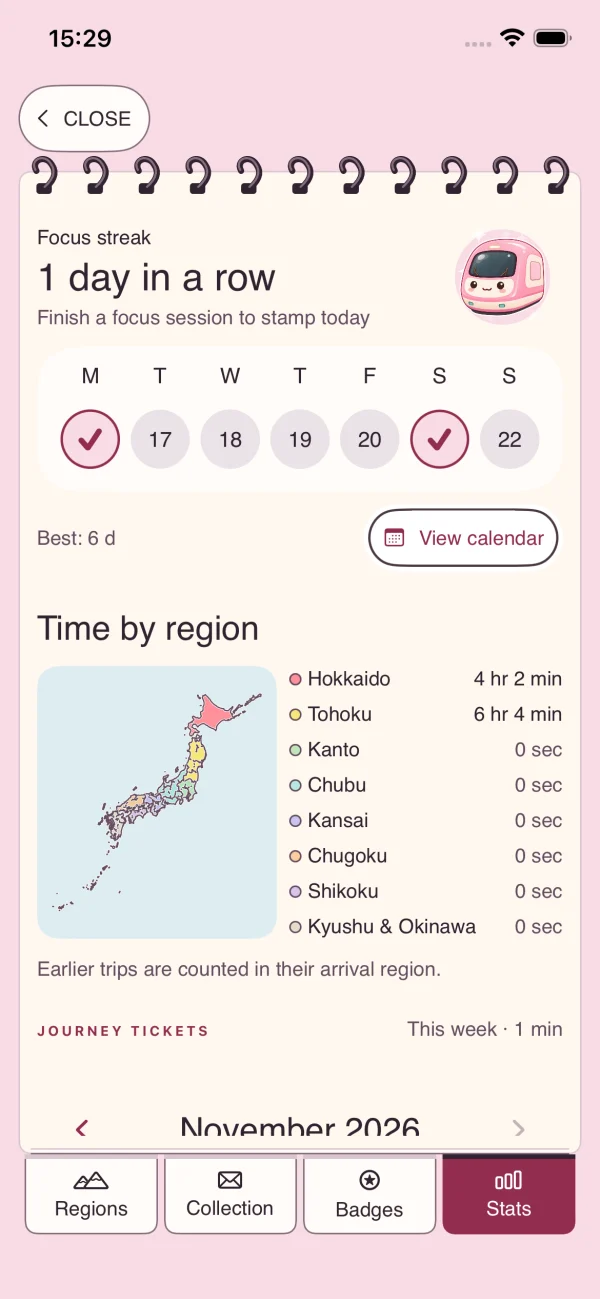 15:29
CLOSE
Focus streak
1 day in a row
Finish a focus session to stamp today
M T W T F S S
17 18 19 20 22
Best: 6 d
View calendar
Time by region
Hokkaido 4 hr 2 min
Tohoku 6 hr 4 min
Kanto 0 sec
Chubu 0 sec
Kansai 0 sec
Chugoku 0 sec
Shikoku 0 sec
Kyushu & Okinawa 0 sec
Earlier trips are counted in their arrival region.
JOURNEY TICKETS This week · 1 min
November 2026
Regions Collection Badges Stats